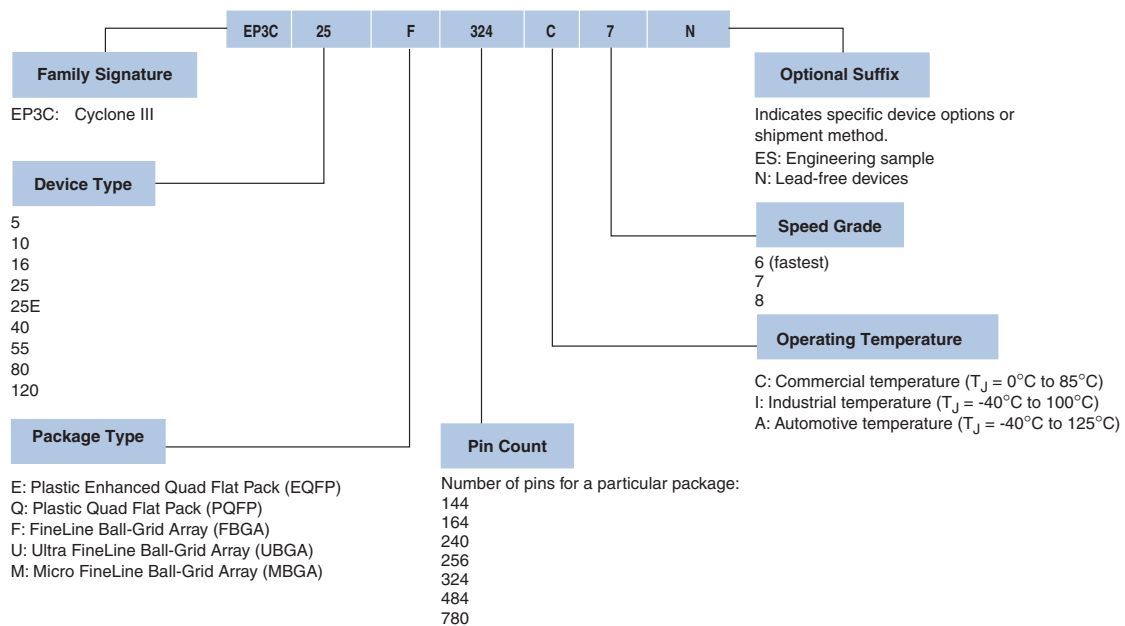 EP3C 25 F 324 C 7 N
Family Signature
EP3C: Cyclone III
Device Type
5
10
16
25
25E
40
55
80
120
Package Type
E: Plastic Enhanced Quad Flat Pack (EQFP)
Q: Plastic Quad Flat Pack (PQFP)
F: FineLine Ball-Grid Array (FBGA)
U: Ultra FineLine Ball-Grid Array (UBGA)
M: Micro FineLine Ball-Grid Array (MBGA)
Pin Count
Number of pins for a particular package:
144
164
240
256
324
484
780
Optional Suffix
Indicates specific device options or
shipment method.
ES: Engineering sample
N: Lead-free devices
Speed Grade
6 (fastest)
7
8
Operating Temperature
C: Commercial temperature (TJ = 0°C to 85°C)
I: Industrial temperature (TJ = -40°C to 100°C)
A: Automotive temperature (TJ = -40°C to 125°C)